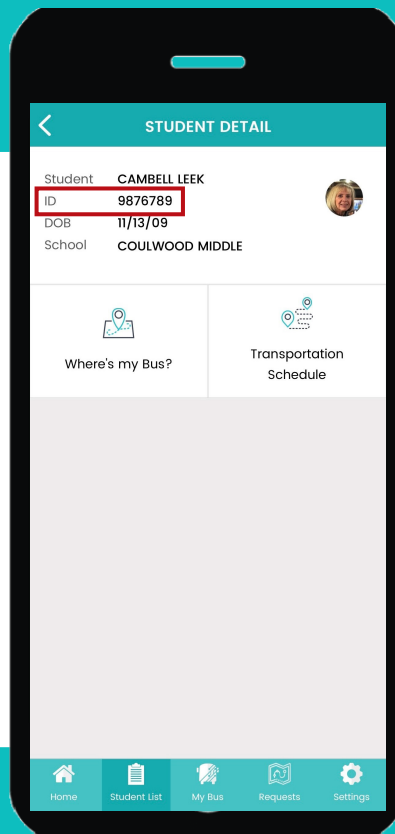 STUDENT DETAIL
Student CAMBELL LEEK
ID 9876789
DOB 11/13/09
School COULWOOD MIDDLE
Where's my Bus?
Transportation
Schedule
Home Student List My Bus Requests Settings